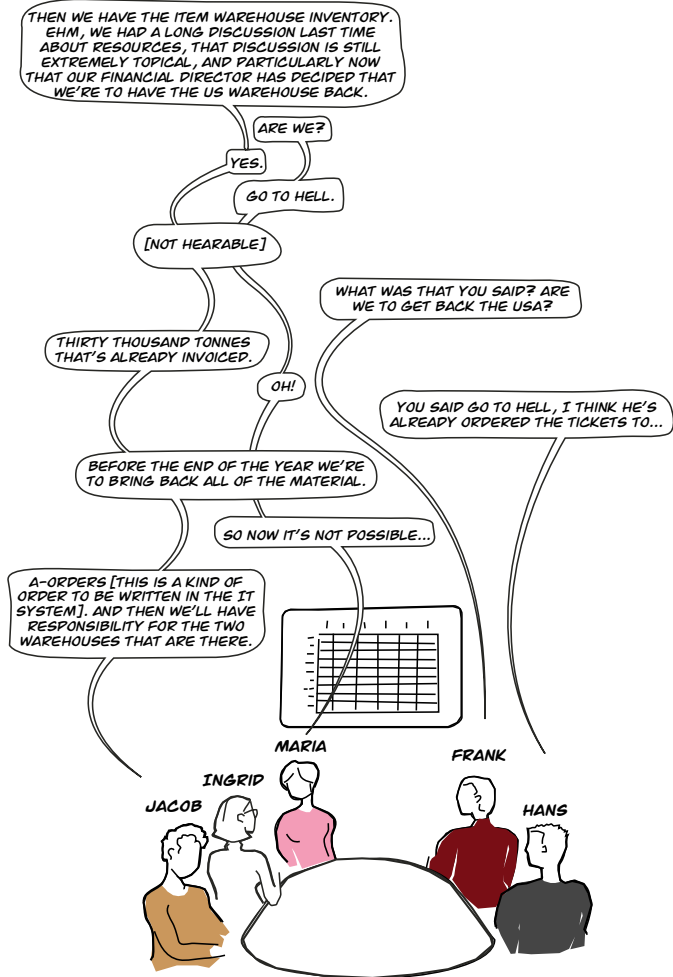 THEN WE HAVE THE ITEM WAREHOUSE INVENTORY.
EHM, WE HAD A LONG DISCUSSION LAST TIME
ABOUT RESOURCES, THAT DISCUSSION IS STILL
EXTREMELY TOPICAL, AND PARTICULARLY NOW
THAT OUR FINANCIAL DIRECTOR HAS DECIDED THAT
WE'RE TO HAVE THE US WAREHOUSE BACK.
ARE WE?
YES.
GO TO HELL.
[NOT HEARABLE]
WHAT WAS THAT YOU SAID? ARE
WE TO GET BACK THE USA?
THIRTY THOUSAND TONNES
THAT'S ALREADY INVOICED.
OH!
YOU SAID GO TO HELL, I THINK HE'S
ALREADY ORDERED THE TICKETS TO...
BEFORE THE END OF THE YEAR WE'RE
TO BRING BACK ALL OF THE MATERIAL.
SO NOW IT'S NOT POSSIBLE...
A-ORDERS [THIS IS A KIND OF
ORDER TO BE WRITTEN IN THE IT
SYSTEM]. AND THEN WE'LL HAVE
RESPONSIBILITY FOR THE TWO
WAREHOUSES THAT ARE THERE.
MARIA
FRANK
INGRID
JACOB
HANS